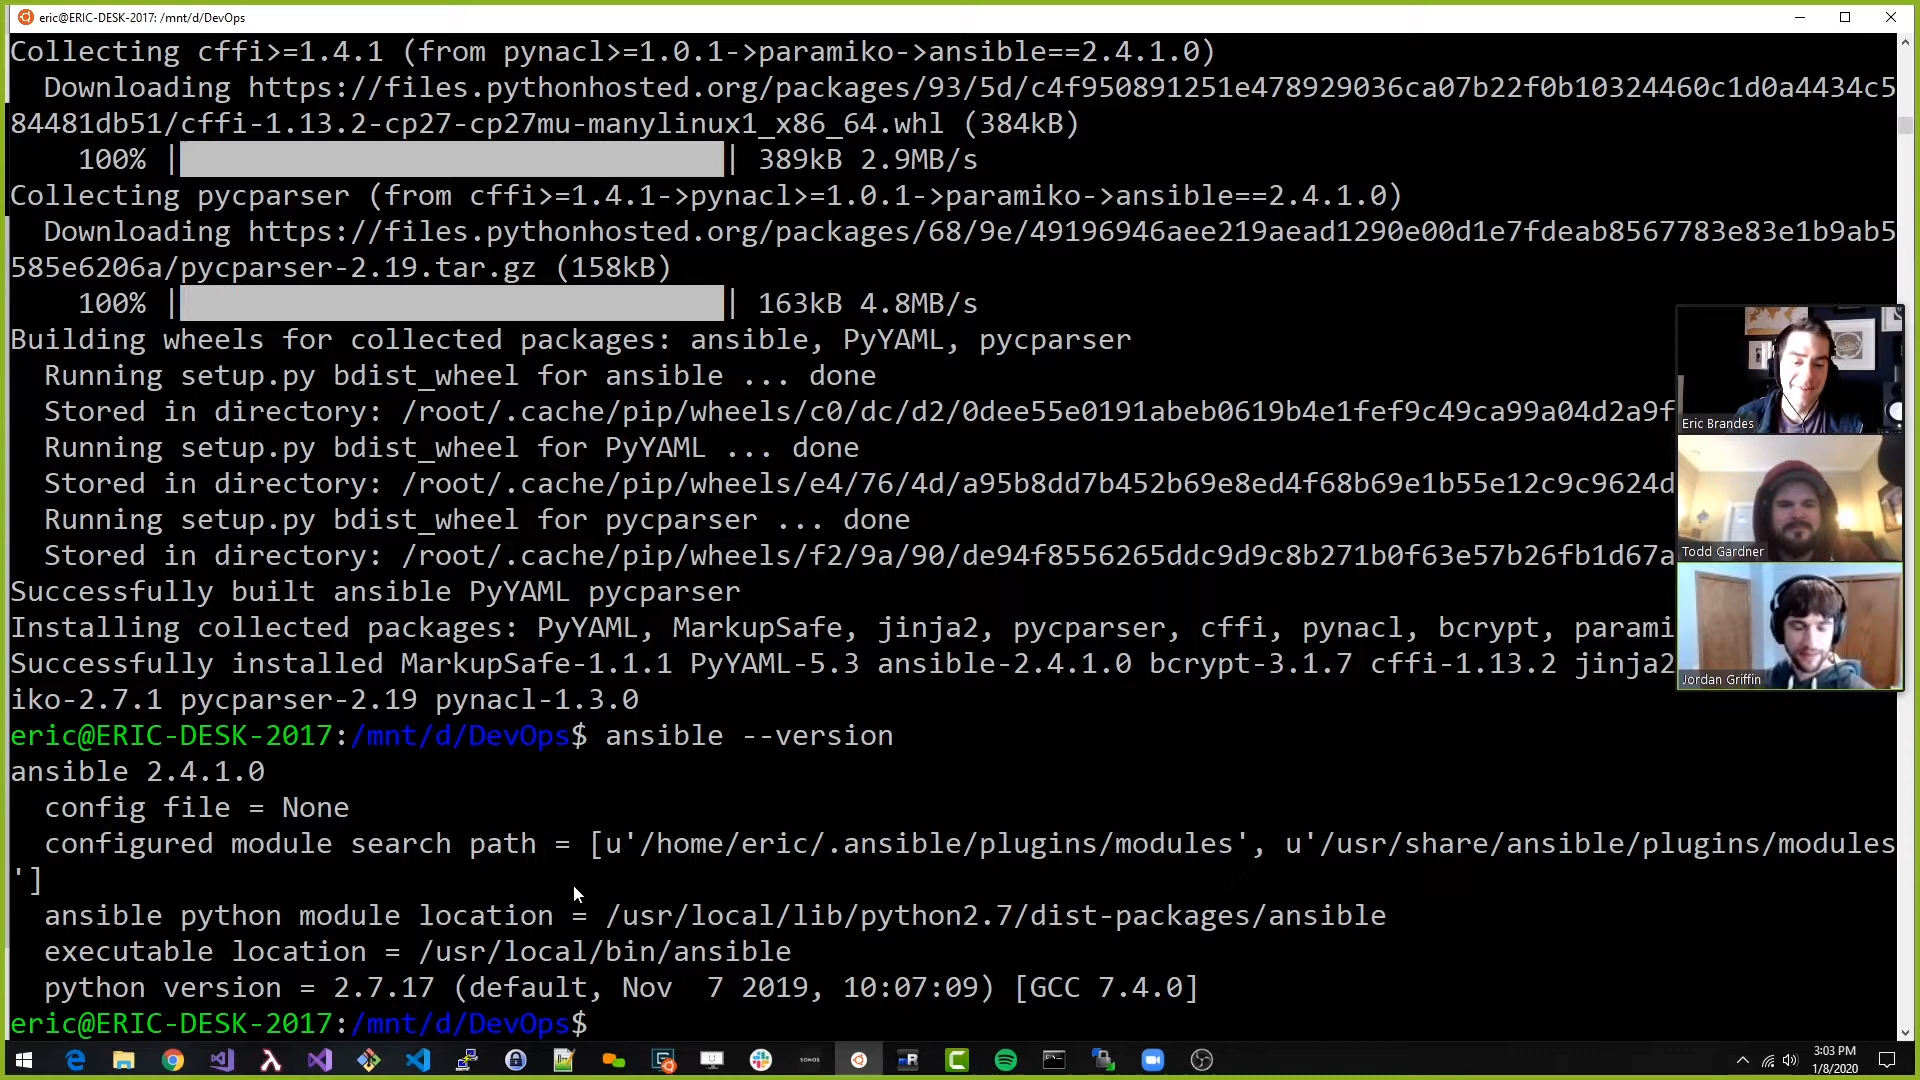 eric@ERIC-DESK-2017: /mnt/d/DevOps
Collecting cffi>=1.4.1 (from pynacl>=1.0.1->paramiko->ansible==2.4.1.0)
  Downloading https://files.pythonhosted.org/packages/93/5d/c4f950891251e478929036ca07b22f0b10324460c1d0a4434c5
84481db51/cffi-1.13.2-cp27-cp27mu-manylinux1_x86_64.whl (384kB)
    100% || 389kB 2.9MB/s
Collecting pycparser (from cffi>=1.4.1->pynacl>=1.0.1->paramiko->ansible==2.4.1.0)
  Downloading https://files.pythonhosted.org/packages/68/9e/49196946aee219aead1290e00d1e7fdeab8567783e83e1b9ab5
585e6206a/pycparser-2.19.tar.gz (158kB)
    100% || 163kB 4.8MB/s
Building wheels for collected packages: ansible, PyYAML, pycparser
  Running setup.py bdist_wheel for ansible ... done
  Stored in directory: /root/.cache/pip/wheels/c0/dc/d2/0dee55e0191abeb0619b4e1fef9c49ca99a04d2a9f
  Running setup.py bdist_wheel for PyYAML ... done
  Stored in directory: /root/.cache/pip/wheels/e4/76/4d/a95b8dd7b452b69e8ed4f68b69e1b55e12c9c9624d
  Running setup.py bdist_wheel for pycparser ... done
  Stored in directory: /root/.cache/pip/wheels/f2/9a/90/de94f8556265ddc9d9c8b271b0f63e57b26fb1d67a
Successfully built ansible PyYAML pycparser
Installing collected packages: PyYAML, MarkupSafe, jinja2, pycparser, cffi, pynacl, bcrypt, parami
Successfully installed MarkupSafe-1.1.1 PyYAML-5.3 ansible-2.4.1.0 bcrypt-3.1.7 cffi-1.13.2 jinja2
iko-2.7.1 pycparser-2.19 pynacl-1.3.0
eric@ERIC-DESK-2017:/mnt/d/DevOps$ ansible --version
ansible 2.4.1.0
  config file = None
  configured module search path = [u'/home/eric/.ansible/plugins/modules', u'/usr/share/ansible/plugins/modules
']
  ansible python module location = /usr/local/lib/python2.7/dist-packages/ansible
  executable location = /usr/local/bin/ansible
  python version = 2.7.17 (default, Nov  7 2019, 10:07:09) [GCC 7.4.0]
eric@ERIC-DESK-2017:/mnt/d/DevOps$
Eric Brandes
Todd Gardner
Jordan Griffin
SONOS
3:03 PM
1/8/2020